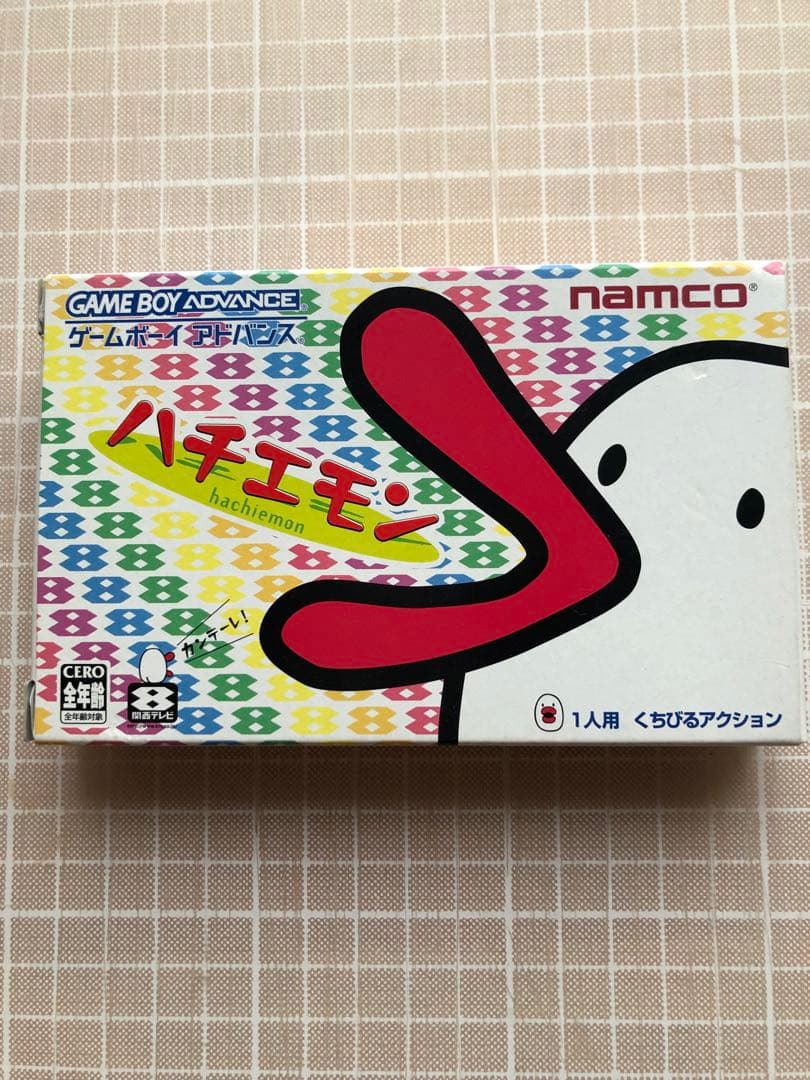 GAME BOY ADVANCE
ゲームボーイ アドバンス
namco®
ハチエモン
hachiemon
カンテーレ!
CERO
全年齢
全年齢対象
8
関西テレビ
1人用 くちびるアクション